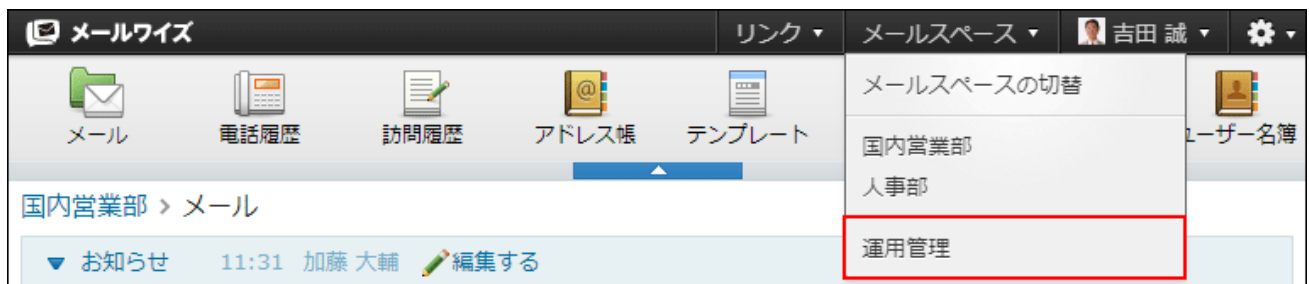 メールワイズ リンク メールスペース 吉田 誠
メール 電話履歴 訪問履歴 アドレス帳 テンプレート ーザー名簿
メールスペースの切替
国内営業部
人事部
運用管理
国内営業部 > メール
お知らせ 11:31 加藤 大輔 編集する